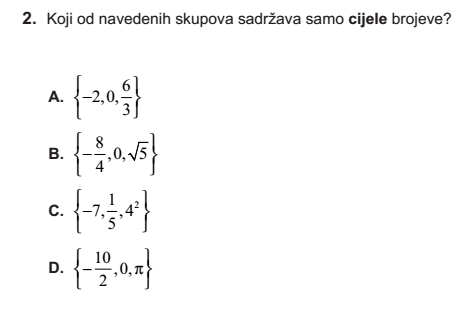 2. Koji od navedenih skupova sadržava samo cijele brojeve?
A. {−2,0,6/3}
B. {−8/4,0,√5}
C. {−7,1/5,4²}
D. {−10/2,0,π}